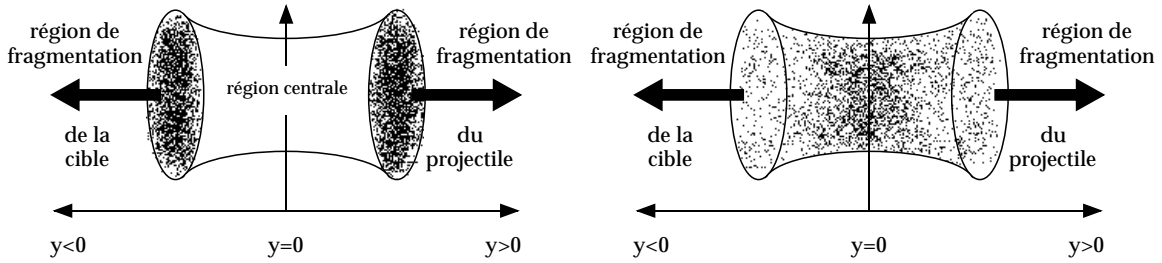 région de
fragmentation
de la
cible
région centrale
région de
fragmentation
du
projectile
y<0
y=0
y>0
région de
fragmentation
de la
cible
région de
fragmentation
du
projectile
y<0
y=0
y>0